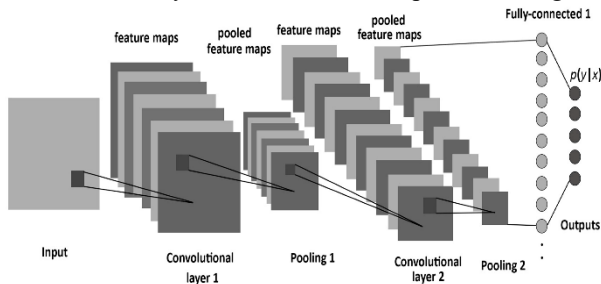 feature maps
pooled
feature maps
feature maps
pooled
feature maps
Fully-connected 1
p(y|x)
Input
Convolutional
layer 1
Pooling 1
Convolutional
layer 2
Pooling 2
Outputs